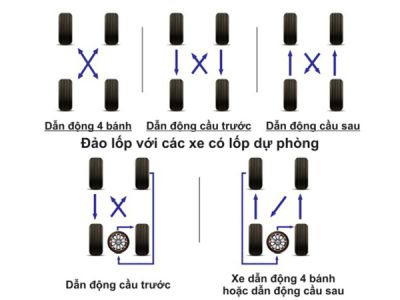 Dẫn động 4 bánh
Dẫn động cầu trước
Dẫn động cầu sau
Đảo lốp với các xe có lốp dự phòng
Dẫn động cầu trước
Xe dẫn động 4 bánh
hoặc dẫn động cầu sau